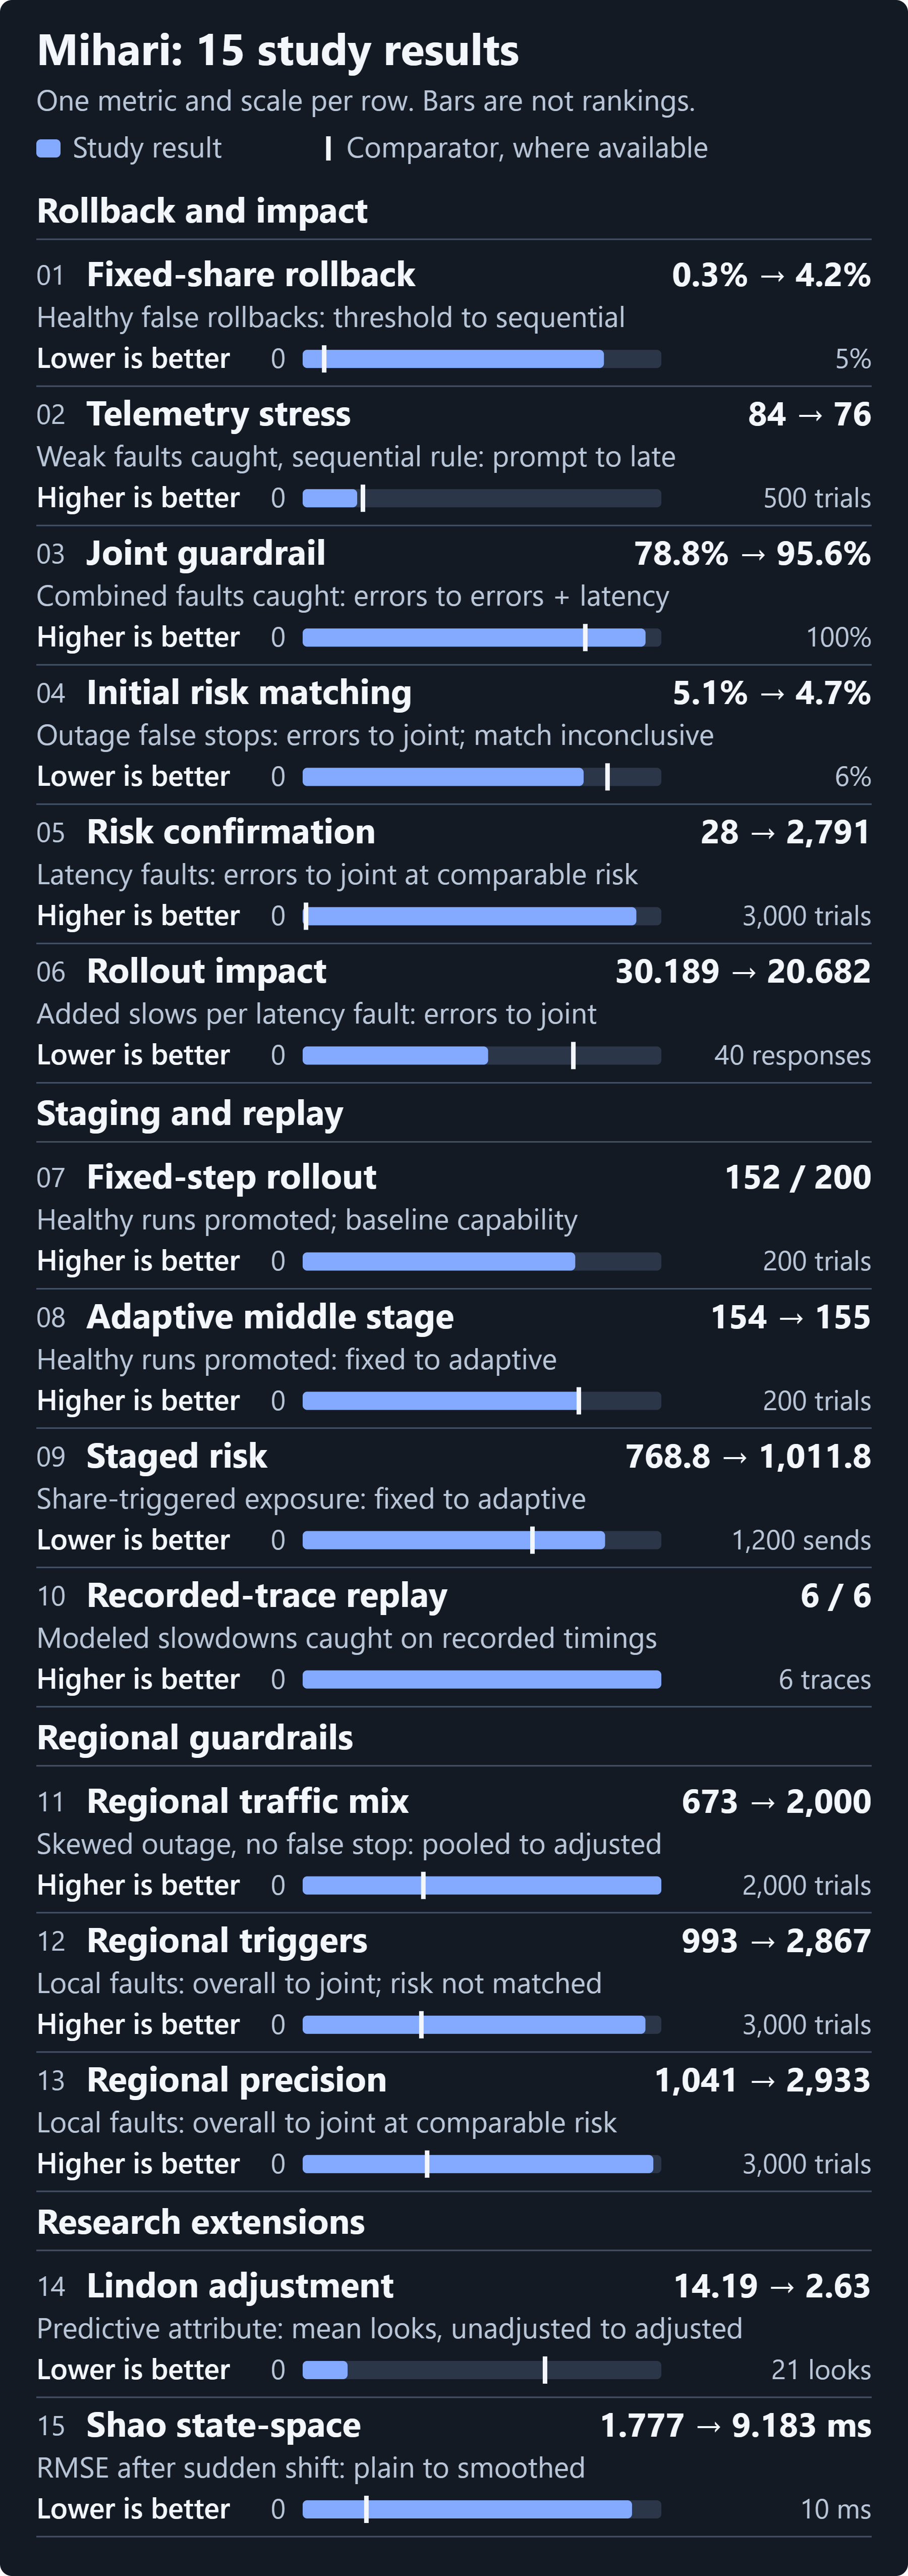 Mihari: 15 study results
One metric and scale per row. Bars are not rankings.
Study result Comparator, where available
Rollback and impact
01 Fixed-share rollback 0.3% → 4.2%
Healthy false rollbacks: threshold to sequential
Lower is better 0 5%
02 Telemetry stress 84 → 76
Weak faults caught, sequential rule: prompt to late
Higher is better 0 500 trials
03 Joint guardrail 78.8% → 95.6%
Combined faults caught: errors to errors + latency
Higher is better 0 100%
04 Initial risk matching 5.1% → 4.7%
Outage false stops: errors to joint; match inconclusive
Lower is better 0 6%
05 Risk confirmation 28 → 2,791
Latency faults: errors to joint at comparable risk
Higher is better 0 3,000 trials
06 Rollout impact 30.189 → 20.682
Added slows per latency fault: errors to joint
Lower is better 0 40 responses
Staging and replay
07 Fixed-step rollout 152 / 200
Healthy runs promoted; baseline capability
Higher is better 0 200 trials
08 Adaptive middle stage 154 → 155
Healthy runs promoted: fixed to adaptive
Higher is better 0 200 trials
09 Staged risk 768.8 → 1,011.8
Share-triggered exposure: fixed to adaptive
Lower is better 0 1,200 sends
10 Recorded-trace replay 6 / 6
Modeled slowdowns caught on recorded timings
Higher is better 0 6 traces
Regional guardrails
11 Regional traffic mix 673 → 2,000
Skewed outage, no false stop: pooled to adjusted
Higher is better 0 2,000 trials
12 Regional triggers 993 → 2,867
Local faults: overall to joint; risk not matched
Higher is better 0 3,000 trials
13 Regional precision 1,041 → 2,933
Local faults: overall to joint at comparable risk
Higher is better 0 3,000 trials
Research extensions
14 Lindon adjustment 14.19 → 2.63
Predictive attribute: mean looks, unadjusted to adjusted
Lower is better 0 21 looks
15 Shao state-space 1.777 → 9.183 ms
RMSE after sudden shift: plain to smoothed
Lower is better 0 10 ms